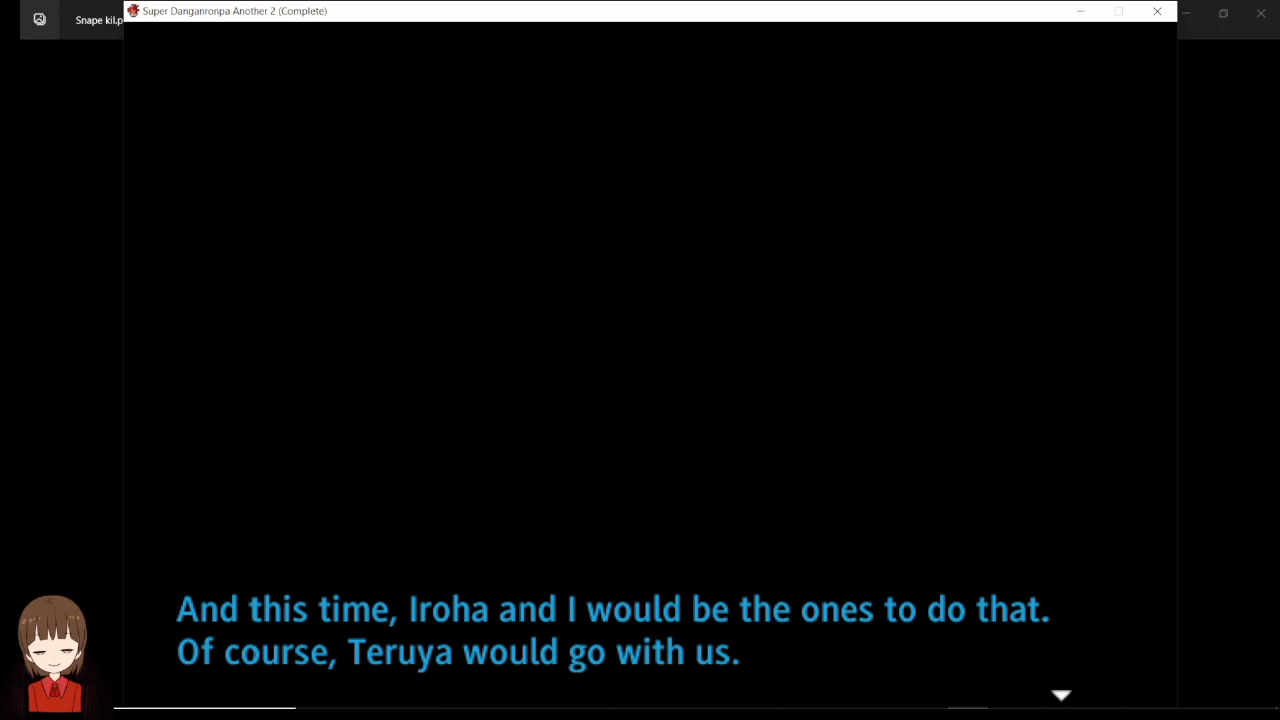 Snape kil.p
Super Danganronpa Another 2 (Complete)
And this time, Iroha and I would be the ones to do that.
Of course, Teruya would go with us.